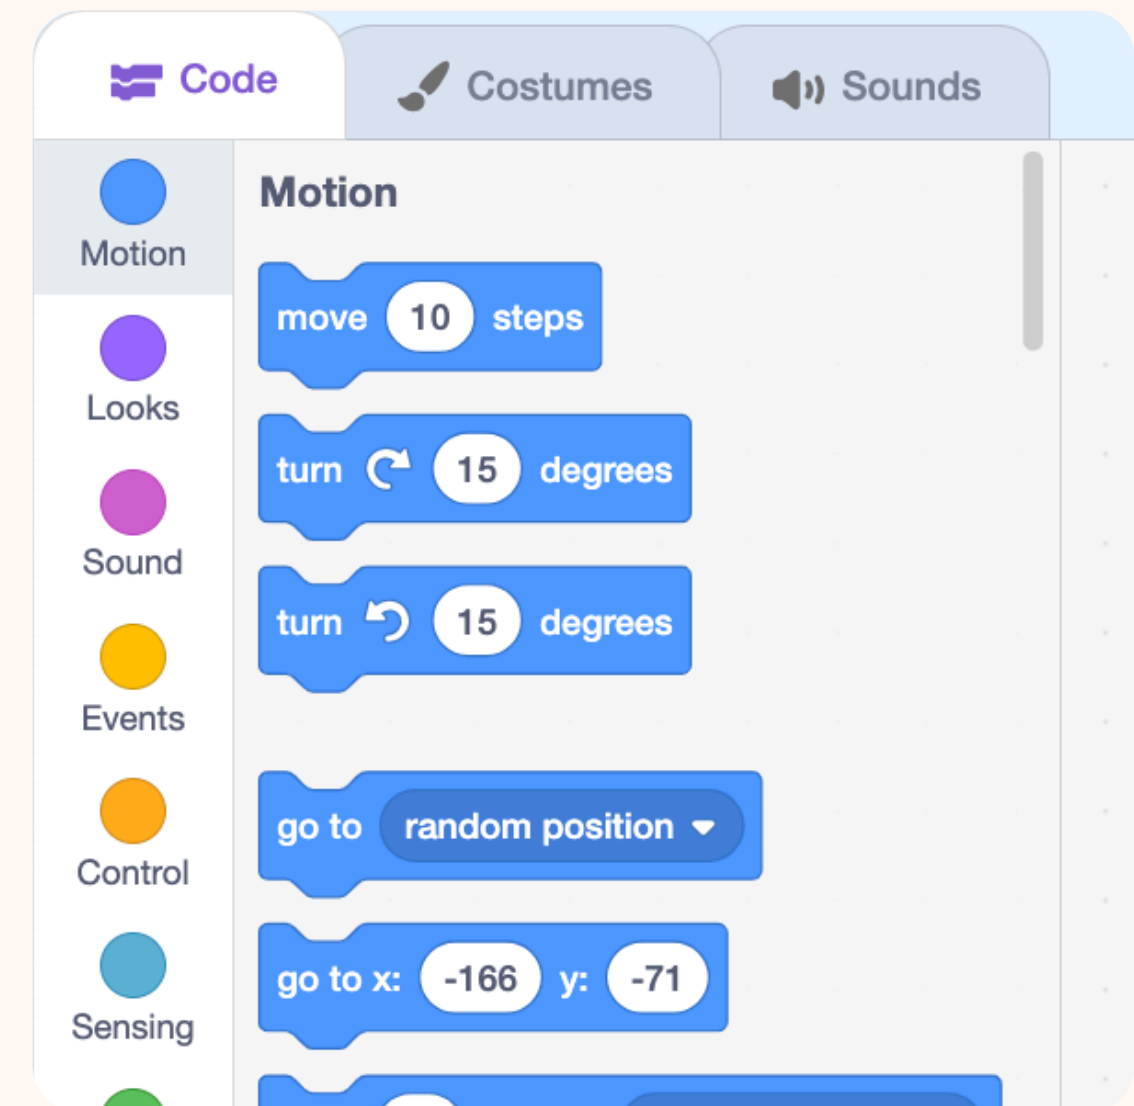 Code
Costumes
Sounds
Motion
Looks
Sound
Events
Control
Sensing
Motion
move 10 steps
turn 15 degrees
turn 15 degrees
go to random position
go to x: -166 y: -71